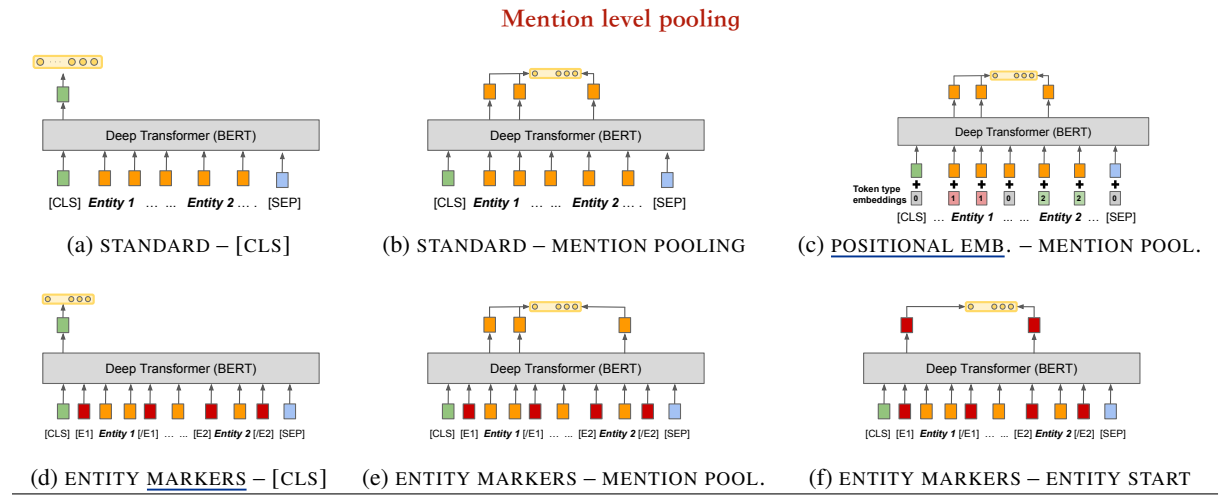 Mention level pooling
Deep Transformer (BERT)
[CLS] Entity 1 … ... Entity 2 … . [SEP]
(a) STANDARD – [CLS]
Deep Transformer (BERT)
[CLS] Entity 1 … ... Entity 2 … . [SEP]
(b) STANDARD – MENTION POOLING
Deep Transformer (BERT)
+ + + + + + +
Token type embeddings 0 1 1 0 2 2 0
[CLS] ... Entity 1 ... ... Entity 2 ... [SEP]
(c) POSITIONAL EMB. – MENTION POOL.
Deep Transformer (BERT)
[CLS] [E1] Entity 1 [/E1] … ... [E2] Entity 2 [/E2] [SEP]
(d) ENTITY MARKERS – [CLS]
Deep Transformer (BERT)
[CLS] [E1] Entity 1 [/E1] … ... [E2] Entity 2 [/E2] [SEP]
(e) ENTITY MARKERS – MENTION POOL.
Deep Transformer (BERT)
[CLS] [E1] Entity 1 [/E1] … ... [E2] Entity 2 [/E2] [SEP]
(f) ENTITY MARKERS – ENTITY START